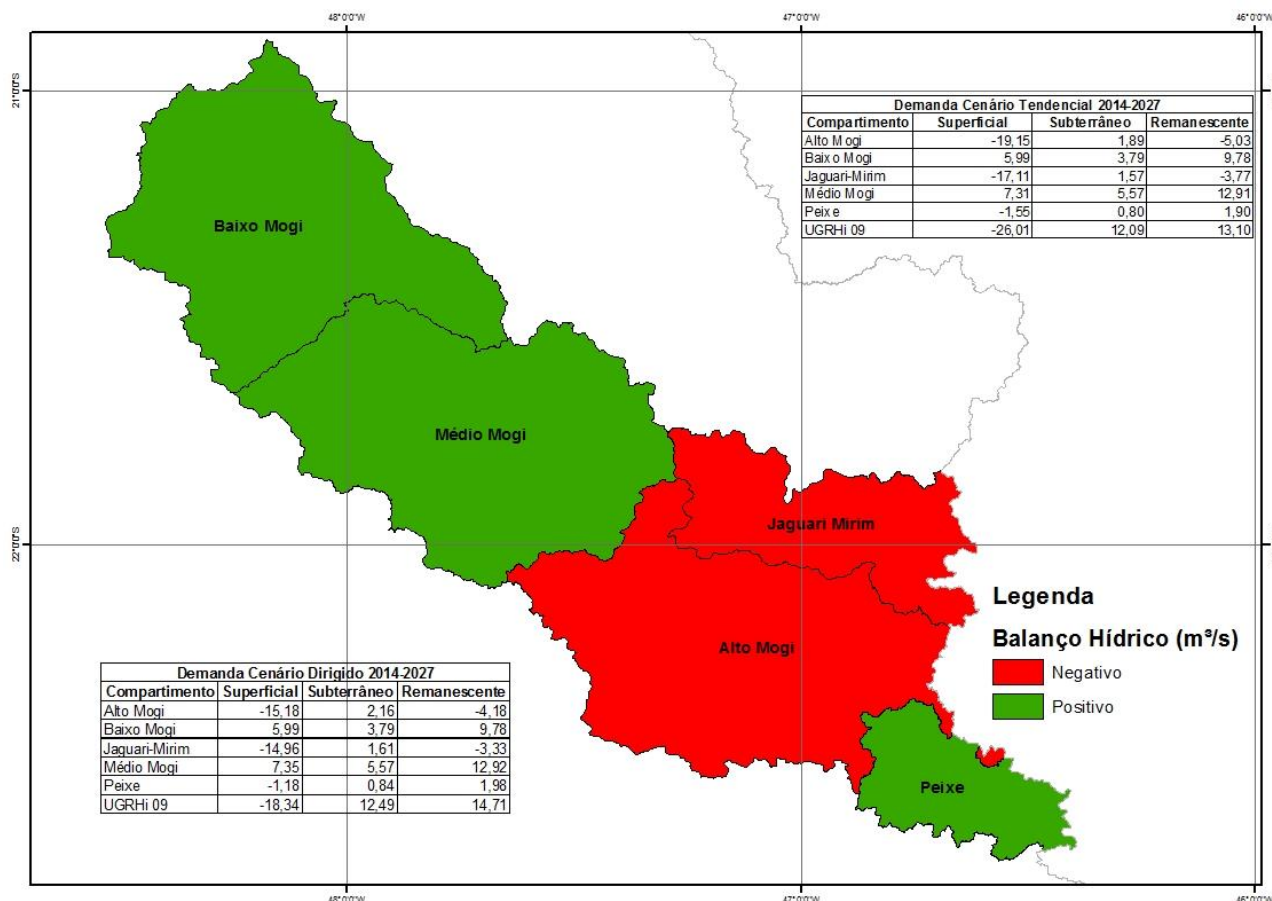 48°0'0"W 47°0'0"W 46°0'0"W
21°0'0"S
Demanda Cenário Tendencial 2014-2027
Compartimento Superficial Subterrâneo Remanescente
Alto Mogi -19,15 1,89 -5,03
Baixo Mogi 5,99 3,79 9,78
Jaguari-Mirim -17,11 1,57 -3,77
Médio Mogi 7,31 5,57 12,91
Peixe -1,55 0,80 1,90
UGRHi 09 -26,01 12,09 13,10
Baixo Mogi
Médio Mogi
Jaguari Mirim
22°0'0"S
Alto Mogi
Peixe
Legenda
Balanço Hídrico (m³/s)
Negativo
Positivo
Demanda Cenário Dirigido 2014-2027
Compartimento Superficial Subterrâneo Remanescente
Alto Mogi -15,18 2,16 -4,18
Baixo Mogi 5,99 3,79 9,78
Jaguari-Mirim -14,96 1,61 -3,33
Médio Mogi 7,35 5,57 12,92
Peixe -1,18 0,84 1,98
UGRHi 09 -18,34 12,49 14,71
48°0'0"W 47°0'0"W 46°0'0"W